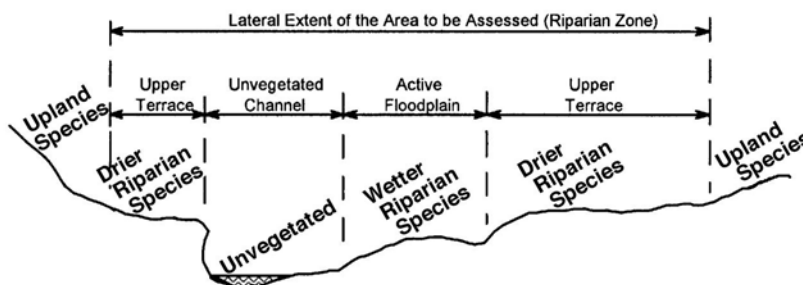 Lateral Extent of the Area to be Assessed (Riparian Zone)
Upper
Terrace
Unvegetated
Channel
Active
Floodplain
Upper
Terrace
Upland
Species
Drier
Riparian
Species
Unvegetated
Wetter
Riparian
Species
Drier
Riparian
Species
Upland
Species